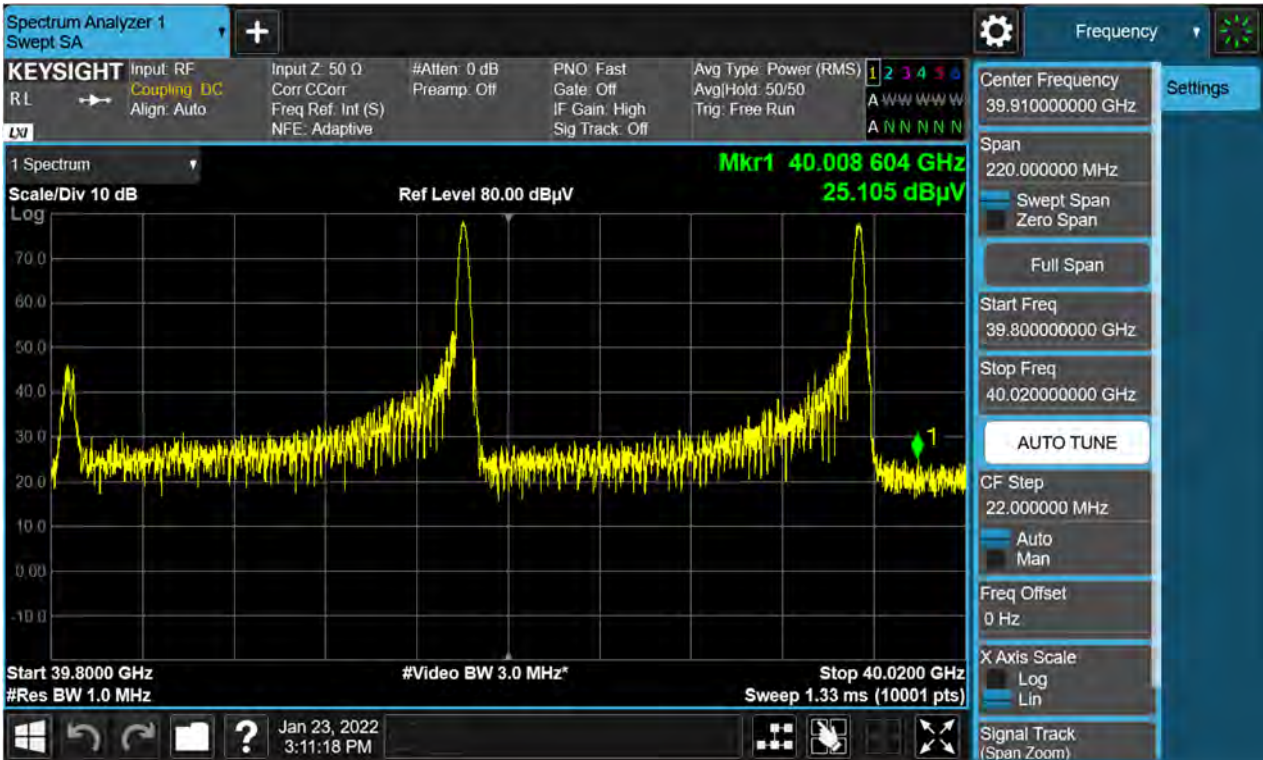 Spectrum Analyzer 1
Swept SA
+
Frequency
KEYSIGHT
R L
LXI
Input: RF
Coupling: DC
Align: Auto
Input Z: 50 Ω
Corr CCorr
Freq Ref: Int (S)
NFE: Adaptive
#Atten: 0 dB
Preamp: Off
PNO: Fast
Gate: Off
IF Gain: High
Sig Track: Off
Avg Type: Power (RMS)
Avg|Hold: 50/50
Trig: Free Run
1 2 3 4 5 6
A W W W W W
A N N N N N
1 Spectrum
Mkr1 40.008 604 GHz
Scale/Div 10 dB
Ref Level 80.00 dBµV
25.105 dBµV
Log
70.0
60.0
50.0
40.0
30.0
20.0
10.0
0.00
-10.0
1
Start 39.8000 GHz
#Video BW 3.0 MHz*
Stop 40.0200 GHz
#Res BW 1.0 MHz
Sweep 1.33 ms (10001 pts)
?
Jan 23, 2022
3:11:18 PM
Center Frequency
39.910000000 GHz
Settings
Span
220.000000 MHz
Swept Span
Zero Span
Full Span
Start Freq
39.800000000 GHz
Stop Freq
40.020000000 GHz
AUTO TUNE
CF Step
22.000000 MHz
Auto
Man
Freq Offset
0 Hz
X Axis Scale
Log
Lin
Signal Track
(Span Zoom)